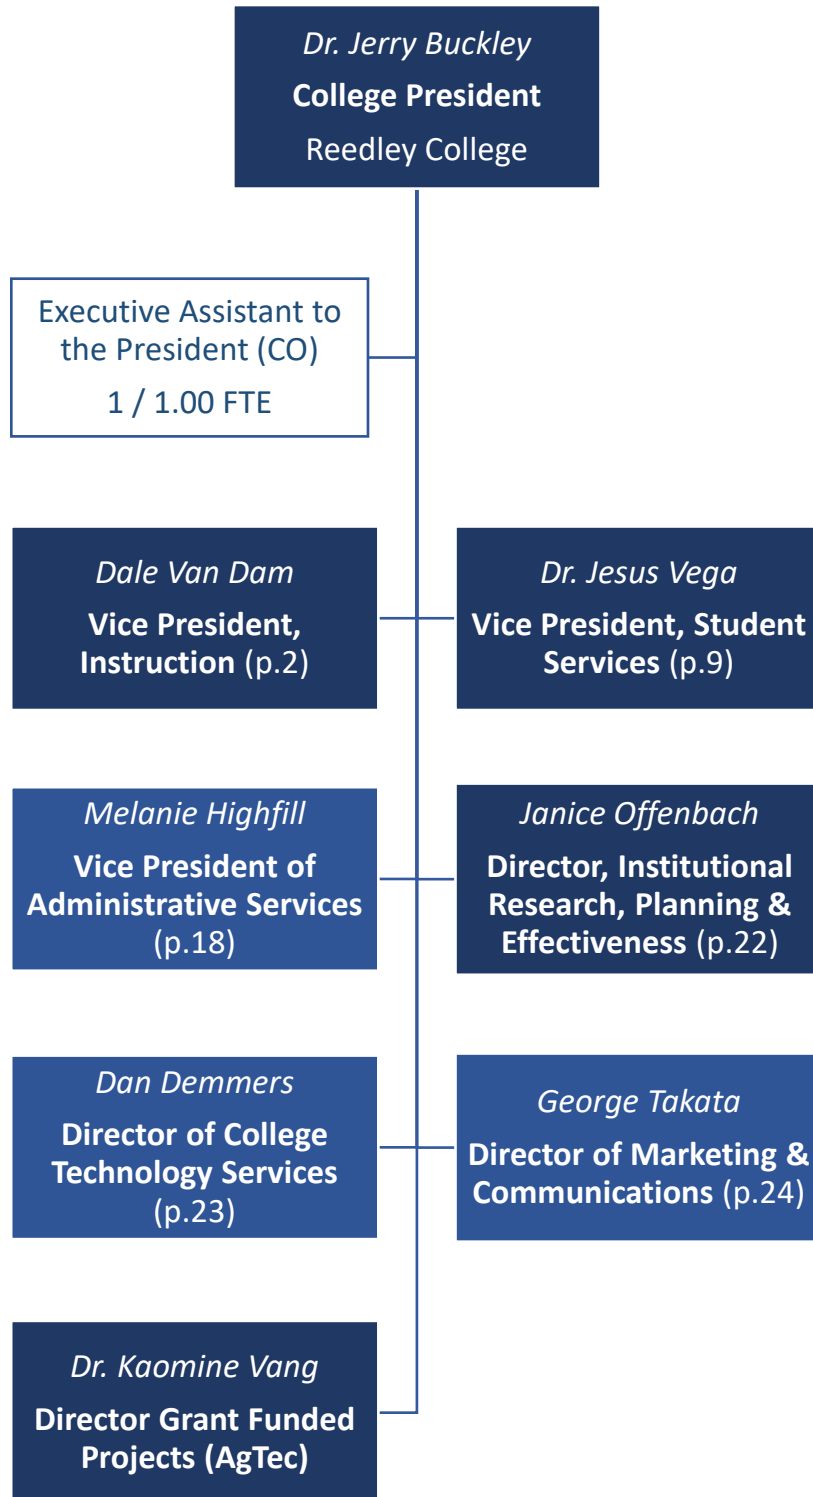 Dr. Jerry Buckley
College President
Reedley College
Executive Assistant to
the President (CO)
1 / 1.00 FTE
Dale Van Dam
Vice President,
Instruction (p.2)
Dr. Jesus Vega
Vice President, Student
Services (p.9)
Melanie Highfill
Vice President of
Administrative Services
(p.18)
Janice Offenbach
Director, Institutional
Research, Planning &
Effectiveness (p.22)
Dan Demmers
Director of College
Technology Services
(p.23)
George Takata
Director of Marketing &
Communications (p.24)
Dr. Kaomine Vang
Director Grant Funded
Projects (AgTec)